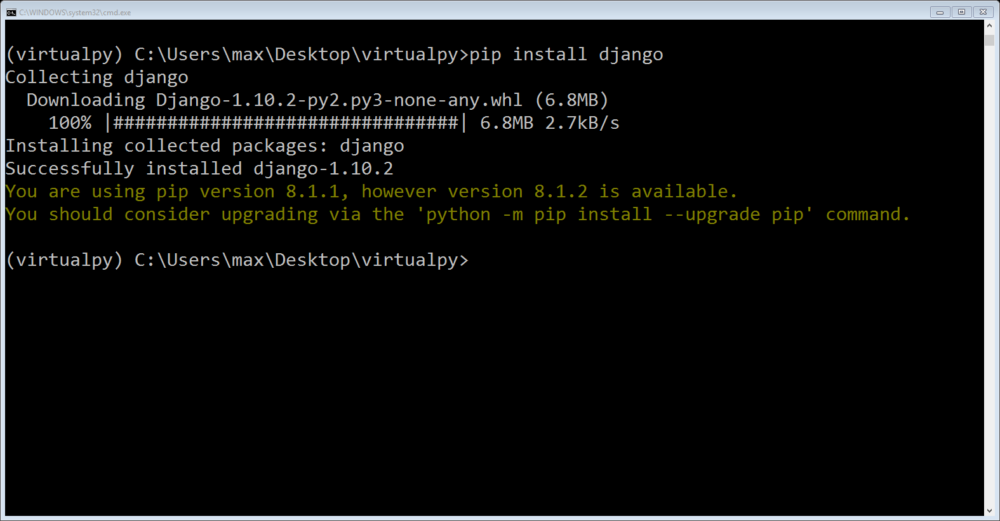 C:\WINDOWS\system32\cmd.exe
(virtualpy) C:\Users\max\Desktop\virtualpy>pip install django
Collecting django
  Downloading Django-1.10.2-py2.py3-none-any.whl (6.8MB)
    100% |################################| 6.8MB 2.7kB/s
Installing collected packages: django
Successfully installed django-1.10.2
You are using pip version 8.1.1, however version 8.1.2 is available.
You should consider upgrading via the 'python -m pip install --upgrade pip' command.
(virtualpy) C:\Users\max\Desktop\virtualpy>